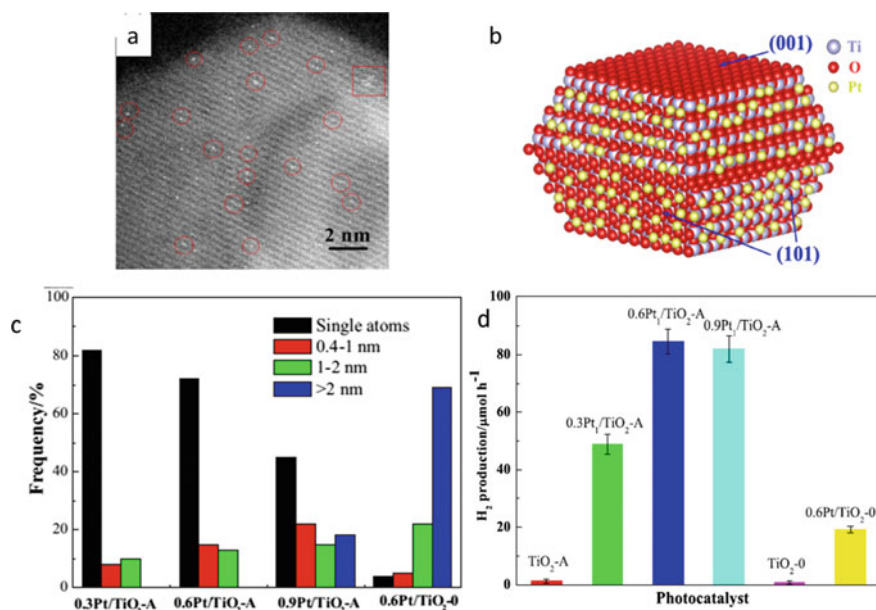 a
2 nm
b
(001)
Ti
O
Pt
(101)
c
Frequency/%
80
60
40
20
0
Single atoms
0.4-1 nm
1-2 nm
>2 nm
0.3Pt/TiO₂-A
0.6Pt/TiO₂-A
0.9Pt/TiO₂-A
0.6Pt/TiO₂-0
d
H₂ production/μmol h⁻¹
100
80
60
40
20
0
TiO₂-A
0.3Pt₁/TiO₂-A
0.6Pt₁/TiO₂-A
0.9Pt₁/TiO₂-A
TiO₂-0
0.6Pt/TiO₂-0
Photocatalyst